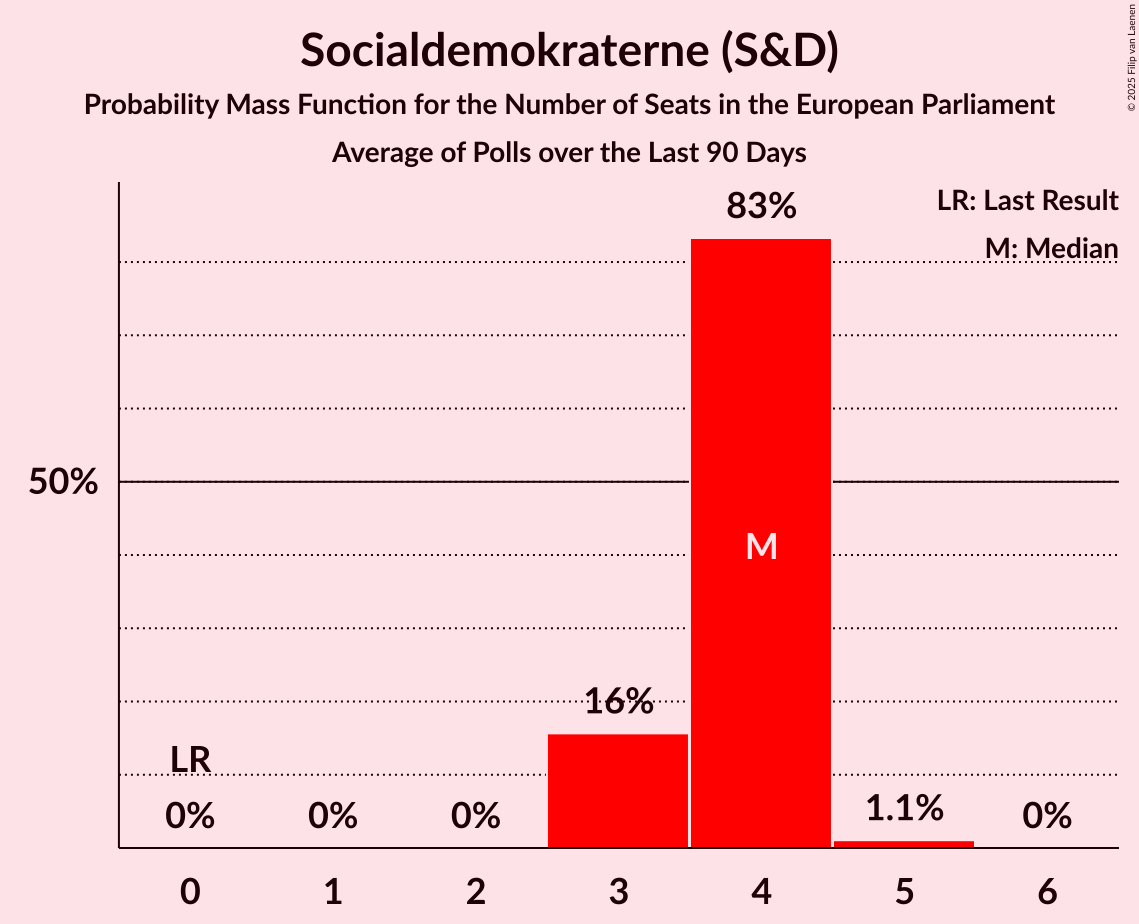 Socialdemokraterne (S&D)
Probability Mass Function for the Number of Seats in the European Parliament
Average of Polls over the Last 90 Days
© 2025 Filip van Laenen
LR: Last Result
M: Median
83%
50%
M
16%
LR
0%
0%
0%
1.1%
0%
0
1
2
3
4
5
6